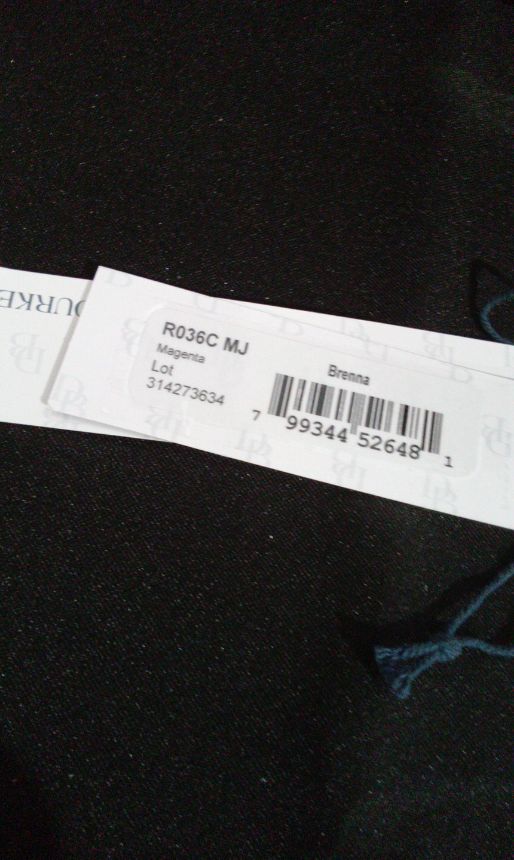 R036C MJ
Magenta
Lot
314273634
Brenna
7 99344 52648 1
OURKE